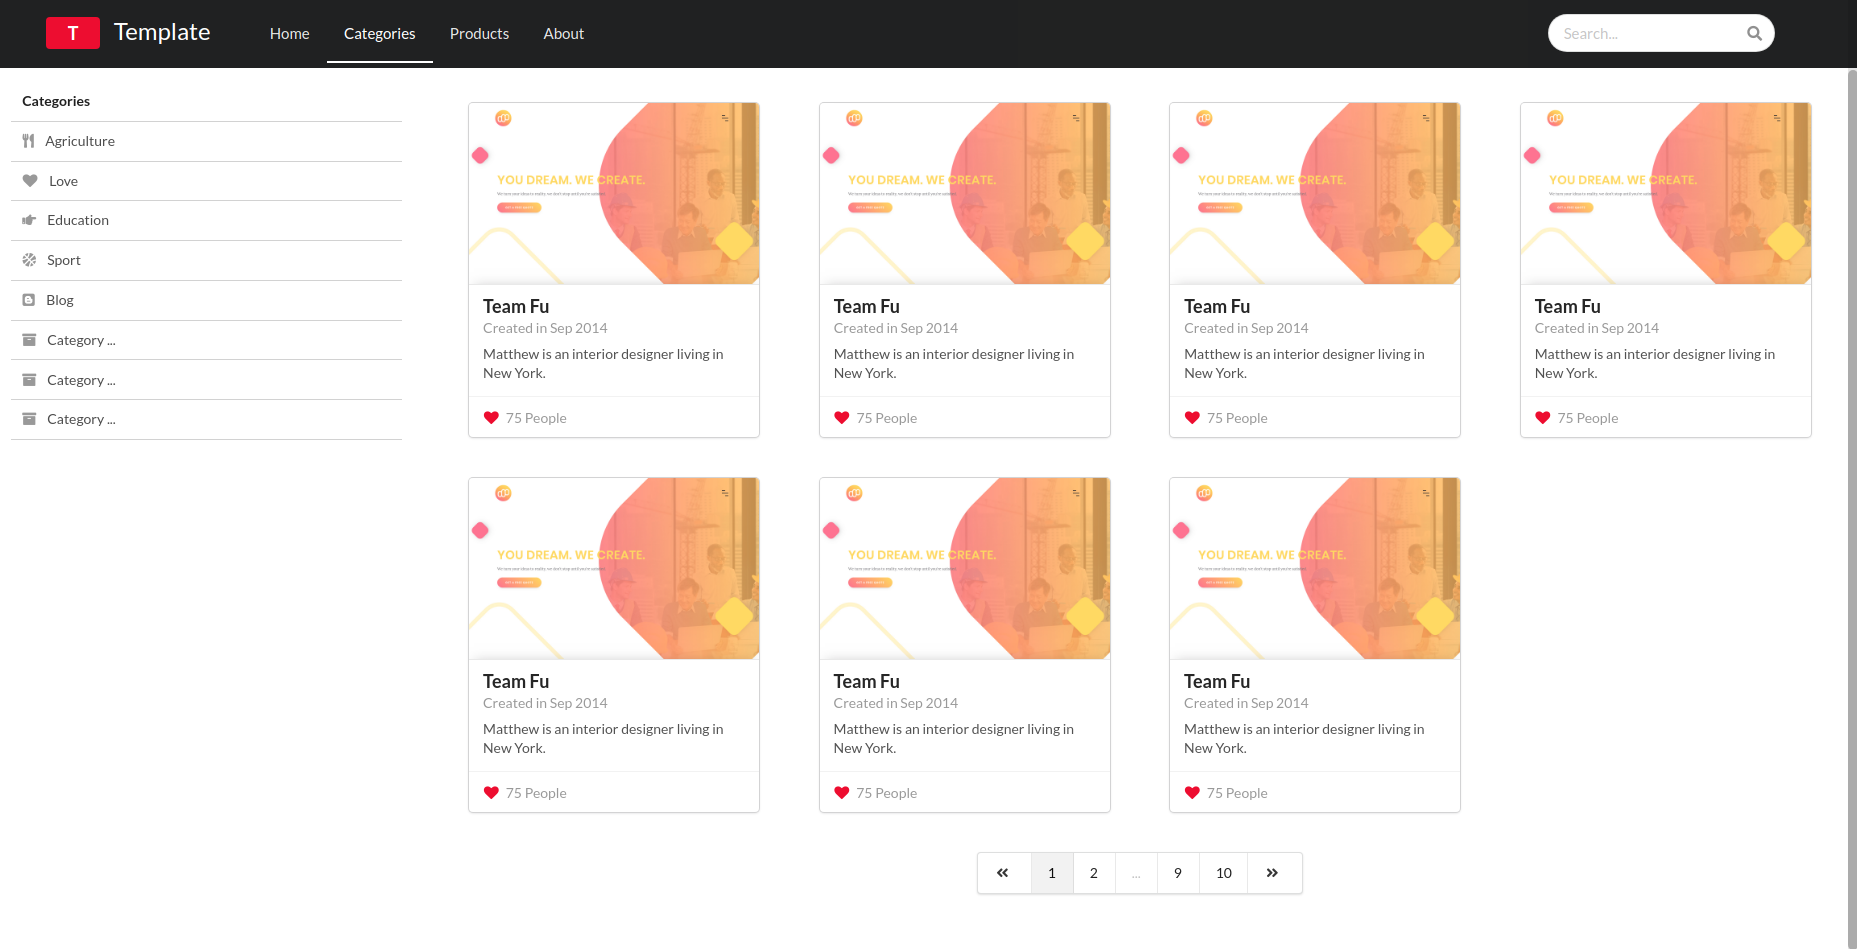 T Template Home Categories Products About Search...
Categories
Agriculture
Love
Education
Sport
Blog
Category ...
Category ...
Category ...
YOU DREAM. WE CREATE.
Team Fu
Created in Sep 2014
Matthew is an interior designer living in
New York.
75 People
YOU DREAM. WE CREATE.
Team Fu
Created in Sep 2014
Matthew is an interior designer living in
New York.
75 People
YOU DREAM. WE CREATE.
Team Fu
Created in Sep 2014
Matthew is an interior designer living in
New York.
75 People
YOU DREAM. WE CREATE.
Team Fu
Created in Sep 2014
Matthew is an interior designer living in
New York.
75 People
YOU DREAM. WE CREATE.
Team Fu
Created in Sep 2014
Matthew is an interior designer living in
New York.
75 People
YOU DREAM. WE CREATE.
Team Fu
Created in Sep 2014
Matthew is an interior designer living in
New York.
75 People
YOU DREAM. WE CREATE.
Team Fu
Created in Sep 2014
Matthew is an interior designer living in
New York.
75 People
« 1 2 ... 9 10 »